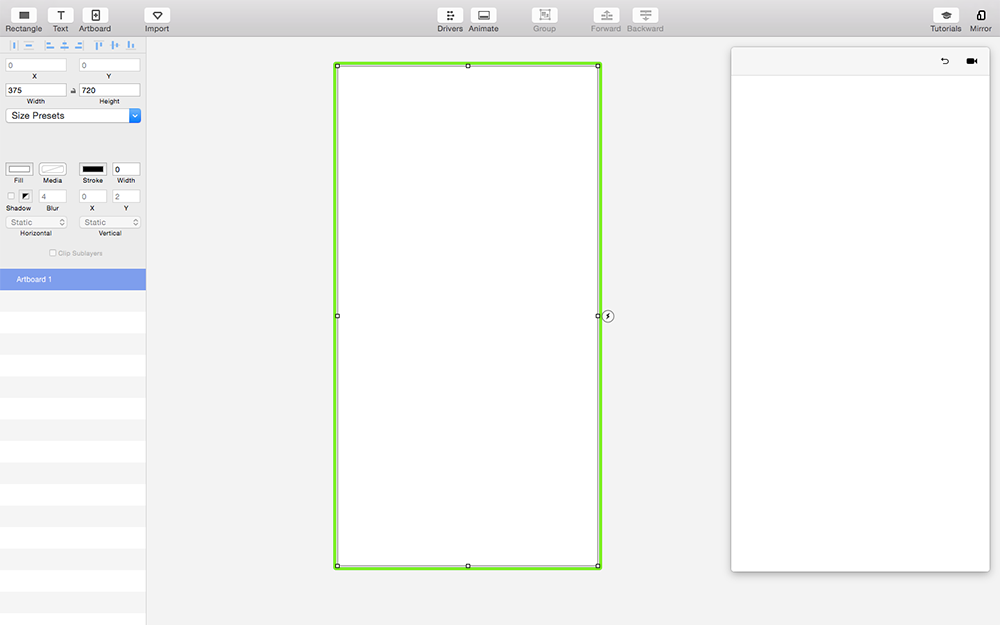 Rectangle Text Artboard Import Drivers Animate Group Forward Backward Tutorials Mirror
0 0
X Y
375 720
Width Height
Size Presets
0
Fill Media Stroke Width
4 0 2
Shadow Blur X Y
Static Static
Horizontal Vertical
Clip Sublayers
Artboard 1